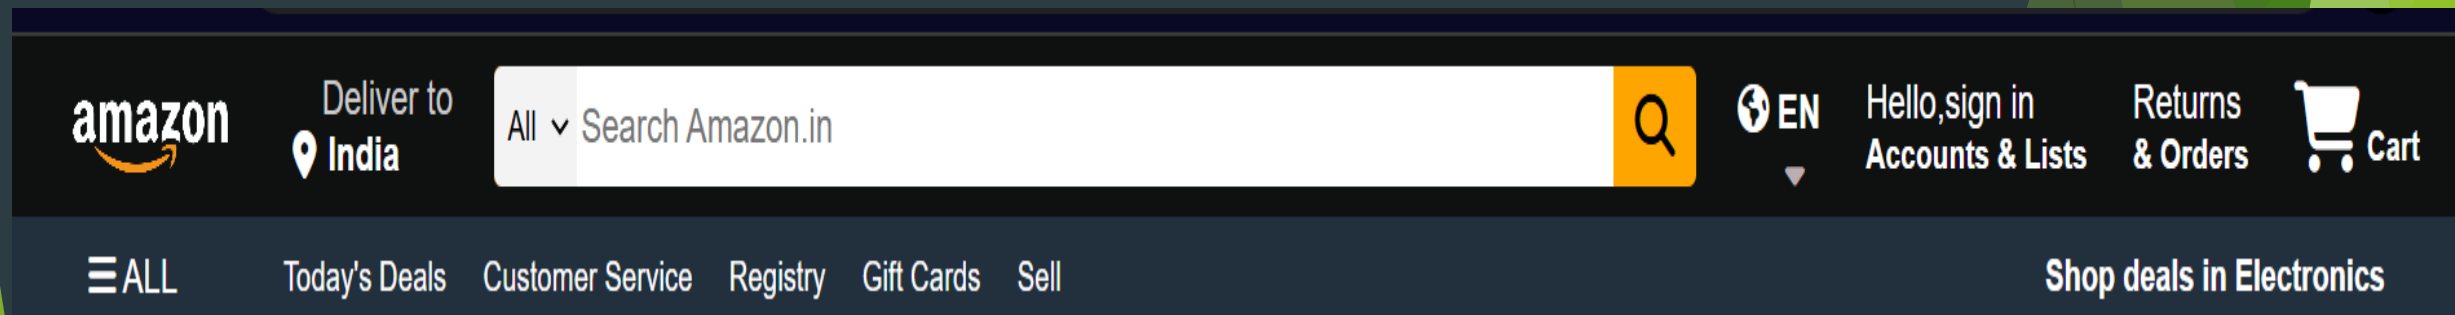 amazon
Deliver to
India
All
Search Amazon.in
EN
Hello,sign in
Accounts & Lists
Returns
& Orders
Cart
ALL
Today's Deals
Customer Service
Registry
Gift Cards
Sell
Shop deals in Electronics